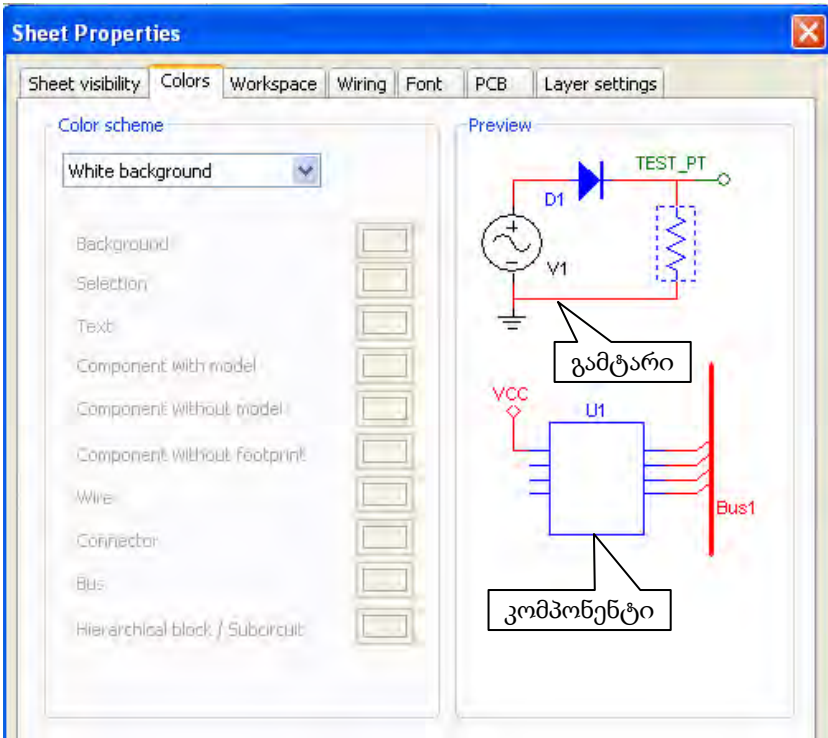 Sheet Properties
Sheet visibility Colors Workspace Wiring Font PCB Layer settings
Color scheme
White background
Background
Selection
Text
Component with model
Component without model
Component without footprint
Wire
Connector
Bus
Hierarchical block / Subcircuit
Preview
TEST_PT
D1
V1
გამტარი
VCC
U1
Bus1
კომპონენტი